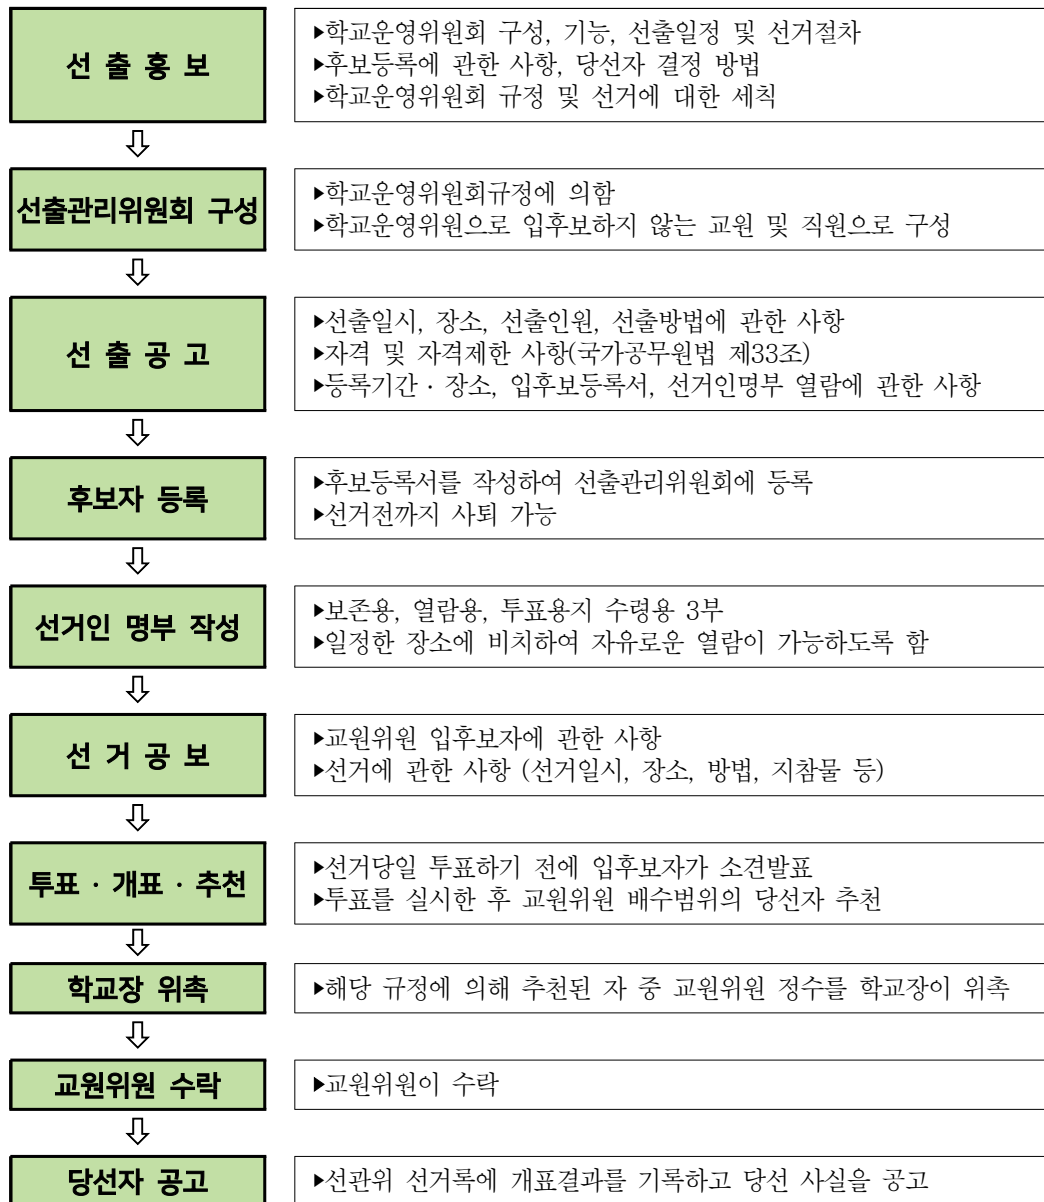 선 출 홍 보
▶학교운영위원회 구성, 기능, 선출일정 및 선거절차
▶후보등록에 관한 사항, 당선자 결정 방법
▶학교운영위원회 규정 및 선거에 대한 세칙
⇩
선출관리위원회 구성
▶학교운영위원회규정에 의함
▶학교운영위원으로 입후보하지 않는 교원 및 직원으로 구성
⇩
선 출 공 고
▶선출일시, 장소, 선출인원, 선출방법에 관한 사항
▶자격 및 자격제한 사항(국가공무원법 제33조)
▶등록기간 · 장소, 입후보등록서, 선거인명부 열람에 관한 사항
⇩
후보자 등록
▶후보등록서를 작성하여 선출관리위원회에 등록
▶선거전까지 사퇴 가능
⇩
선거인 명부 작성
▶보존용, 열람용, 투표용지 수령용 3부
▶일정한 장소에 비치하여 자유로운 열람이 가능하도록 함
⇩
선 거 공 보
▶교원위원 입후보자에 관한 사항
▶선거에 관한 사항 (선거일시, 장소, 방법, 지참물 등)
⇩
투표 · 개표 · 추천
▶선거당일 투표하기 전에 입후보자가 소견발표
▶투표를 실시한 후 교원위원 배수범위의 당선자 추천
⇩
학교장 위촉
▶해당 규정에 의해 추천된 자 중 교원위원 정수를 학교장이 위촉
⇩
교원위원 수락
▶교원위원이 수락
⇩
당선자 공고
▶선관위 선거록에 개표결과를 기록하고 당선 사실을 공고